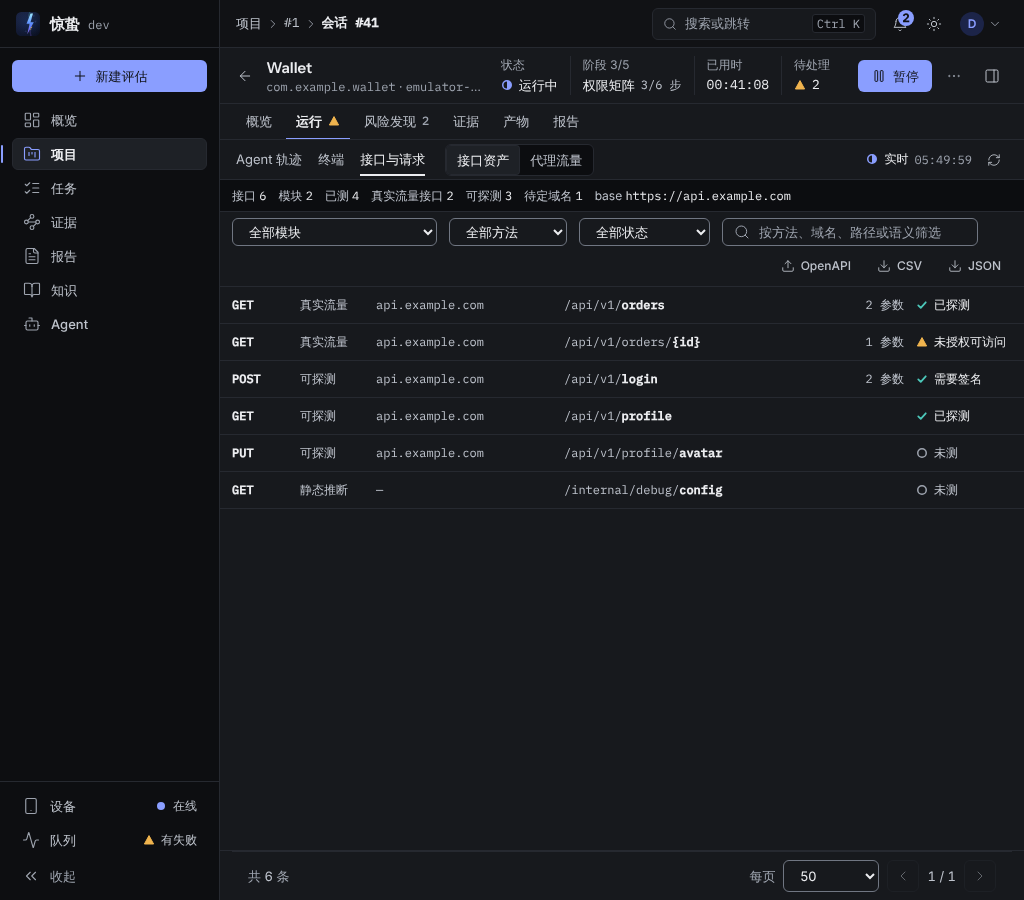 惊蛰 dev
项目 > #1 > 会话 #41
搜索或跳转 Ctrl K
2
D
+ 新建评估
概览
项目
任务
证据
报告
知识
Agent
设备 在线
队列 有失败
收起
Wallet
com.example.wallet · emulator-…
状态
运行中
阶段 3/5
权限矩阵 3/6 步
已用时
00:41:08
待处理
2
暂停
概览 运行 风险发现 2 证据 产物 报告
Agent 轨迹 终端 接口与请求 接口资产 代理流量 实时 05:49:59
接口 6 模块 2 已测 4 真实流量接口 2 可探测 3 待定域名 1 base https://api.example.com
全部模块 全部方法 全部状态 按方法、域名、路径或语义筛选
OpenAPI CSV JSON
GET 真实流量 api.example.com /api/v1/orders 2 参数 已探测
GET 真实流量 api.example.com /api/v1/orders/{id} 1 参数 未授权可访问
POST 可探测 api.example.com /api/v1/login 2 参数 需要签名
GET 可探测 api.example.com /api/v1/profile 已探测
PUT 可探测 api.example.com /api/v1/profile/avatar 未测
GET 静态推断 — /internal/debug/config 未测
共 6 条 每页 50 1 / 1